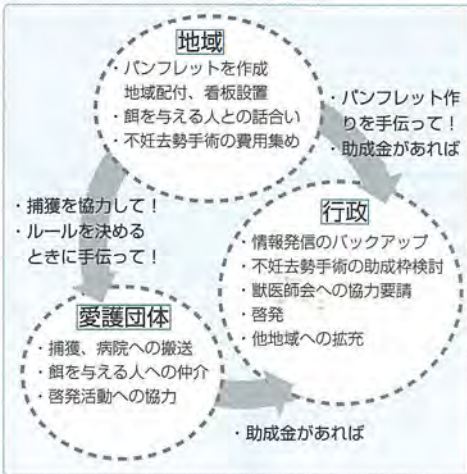 地域
・パンフレットを作成
地域配付、看板設置
・餌を与える人との話合い
・不妊去勢手術の費用集め
・パンフレット作
りを手伝って！
・助成金があれば
・捕獲を協力して！
・ルールを決める
ときに手伝って！
行政
・情報発信のバックアップ
・不妊去勢手術の助成枠検討
・獣医師会への協力要請
・啓発
・他地域への拡充
愛護団体
・捕獲、病院への搬送
・餌を与える人への仲介
・啓発活動への協力
・助成金があれば